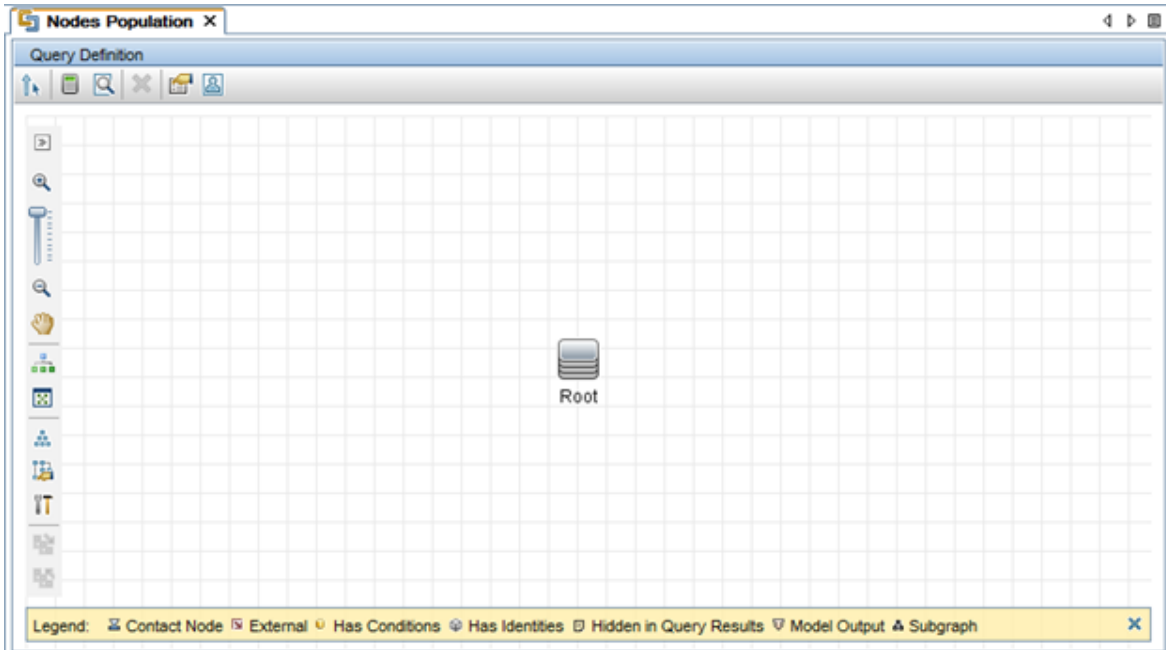 Nodes Population
Query Definition
Root
Legend: Contact Node External Has Conditions Has Identities Hidden in Query Results Model Output Subgraph